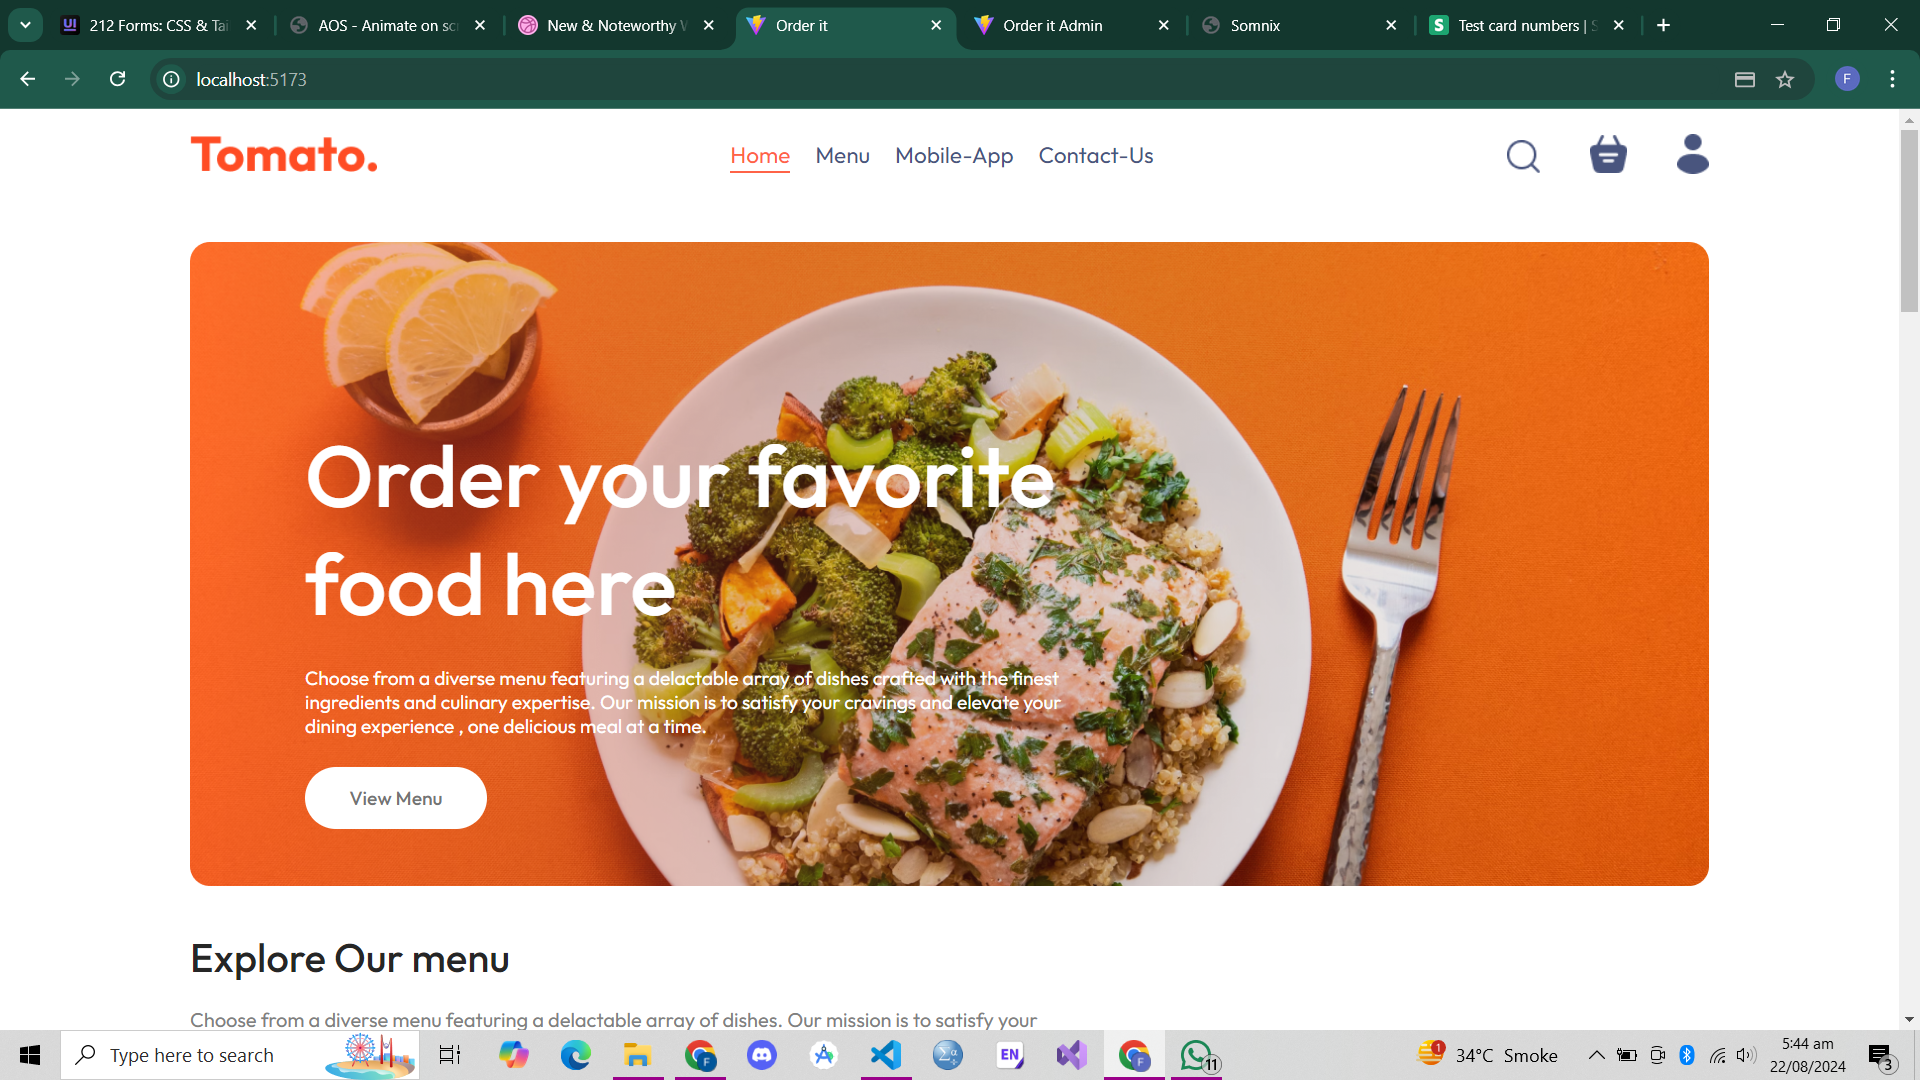 212 Forms: CSS & Tai
AOS - Animate on scr
New & Noteworthy
Order it
Order it Admin
Somnix
Test card numbers | S
localhost:5173
F
Tomato.
Home
Menu
Mobile-App
Contact-Us
Order your favorite
food here
Choose from a diverse menu featuring a delactable array of dishes crafted with the finest
ingredients and culinary expertise. Our mission is to satisfy your cravings and elevate your
dining experience , one delicious meal at a time.
View Menu
Explore Our menu
Choose from a diverse menu featuring a delactable array of dishes. Our mission is to satisfy your
Type here to search
EN
11
1
34°C Smoke
5:44 am
22/08/2024
3